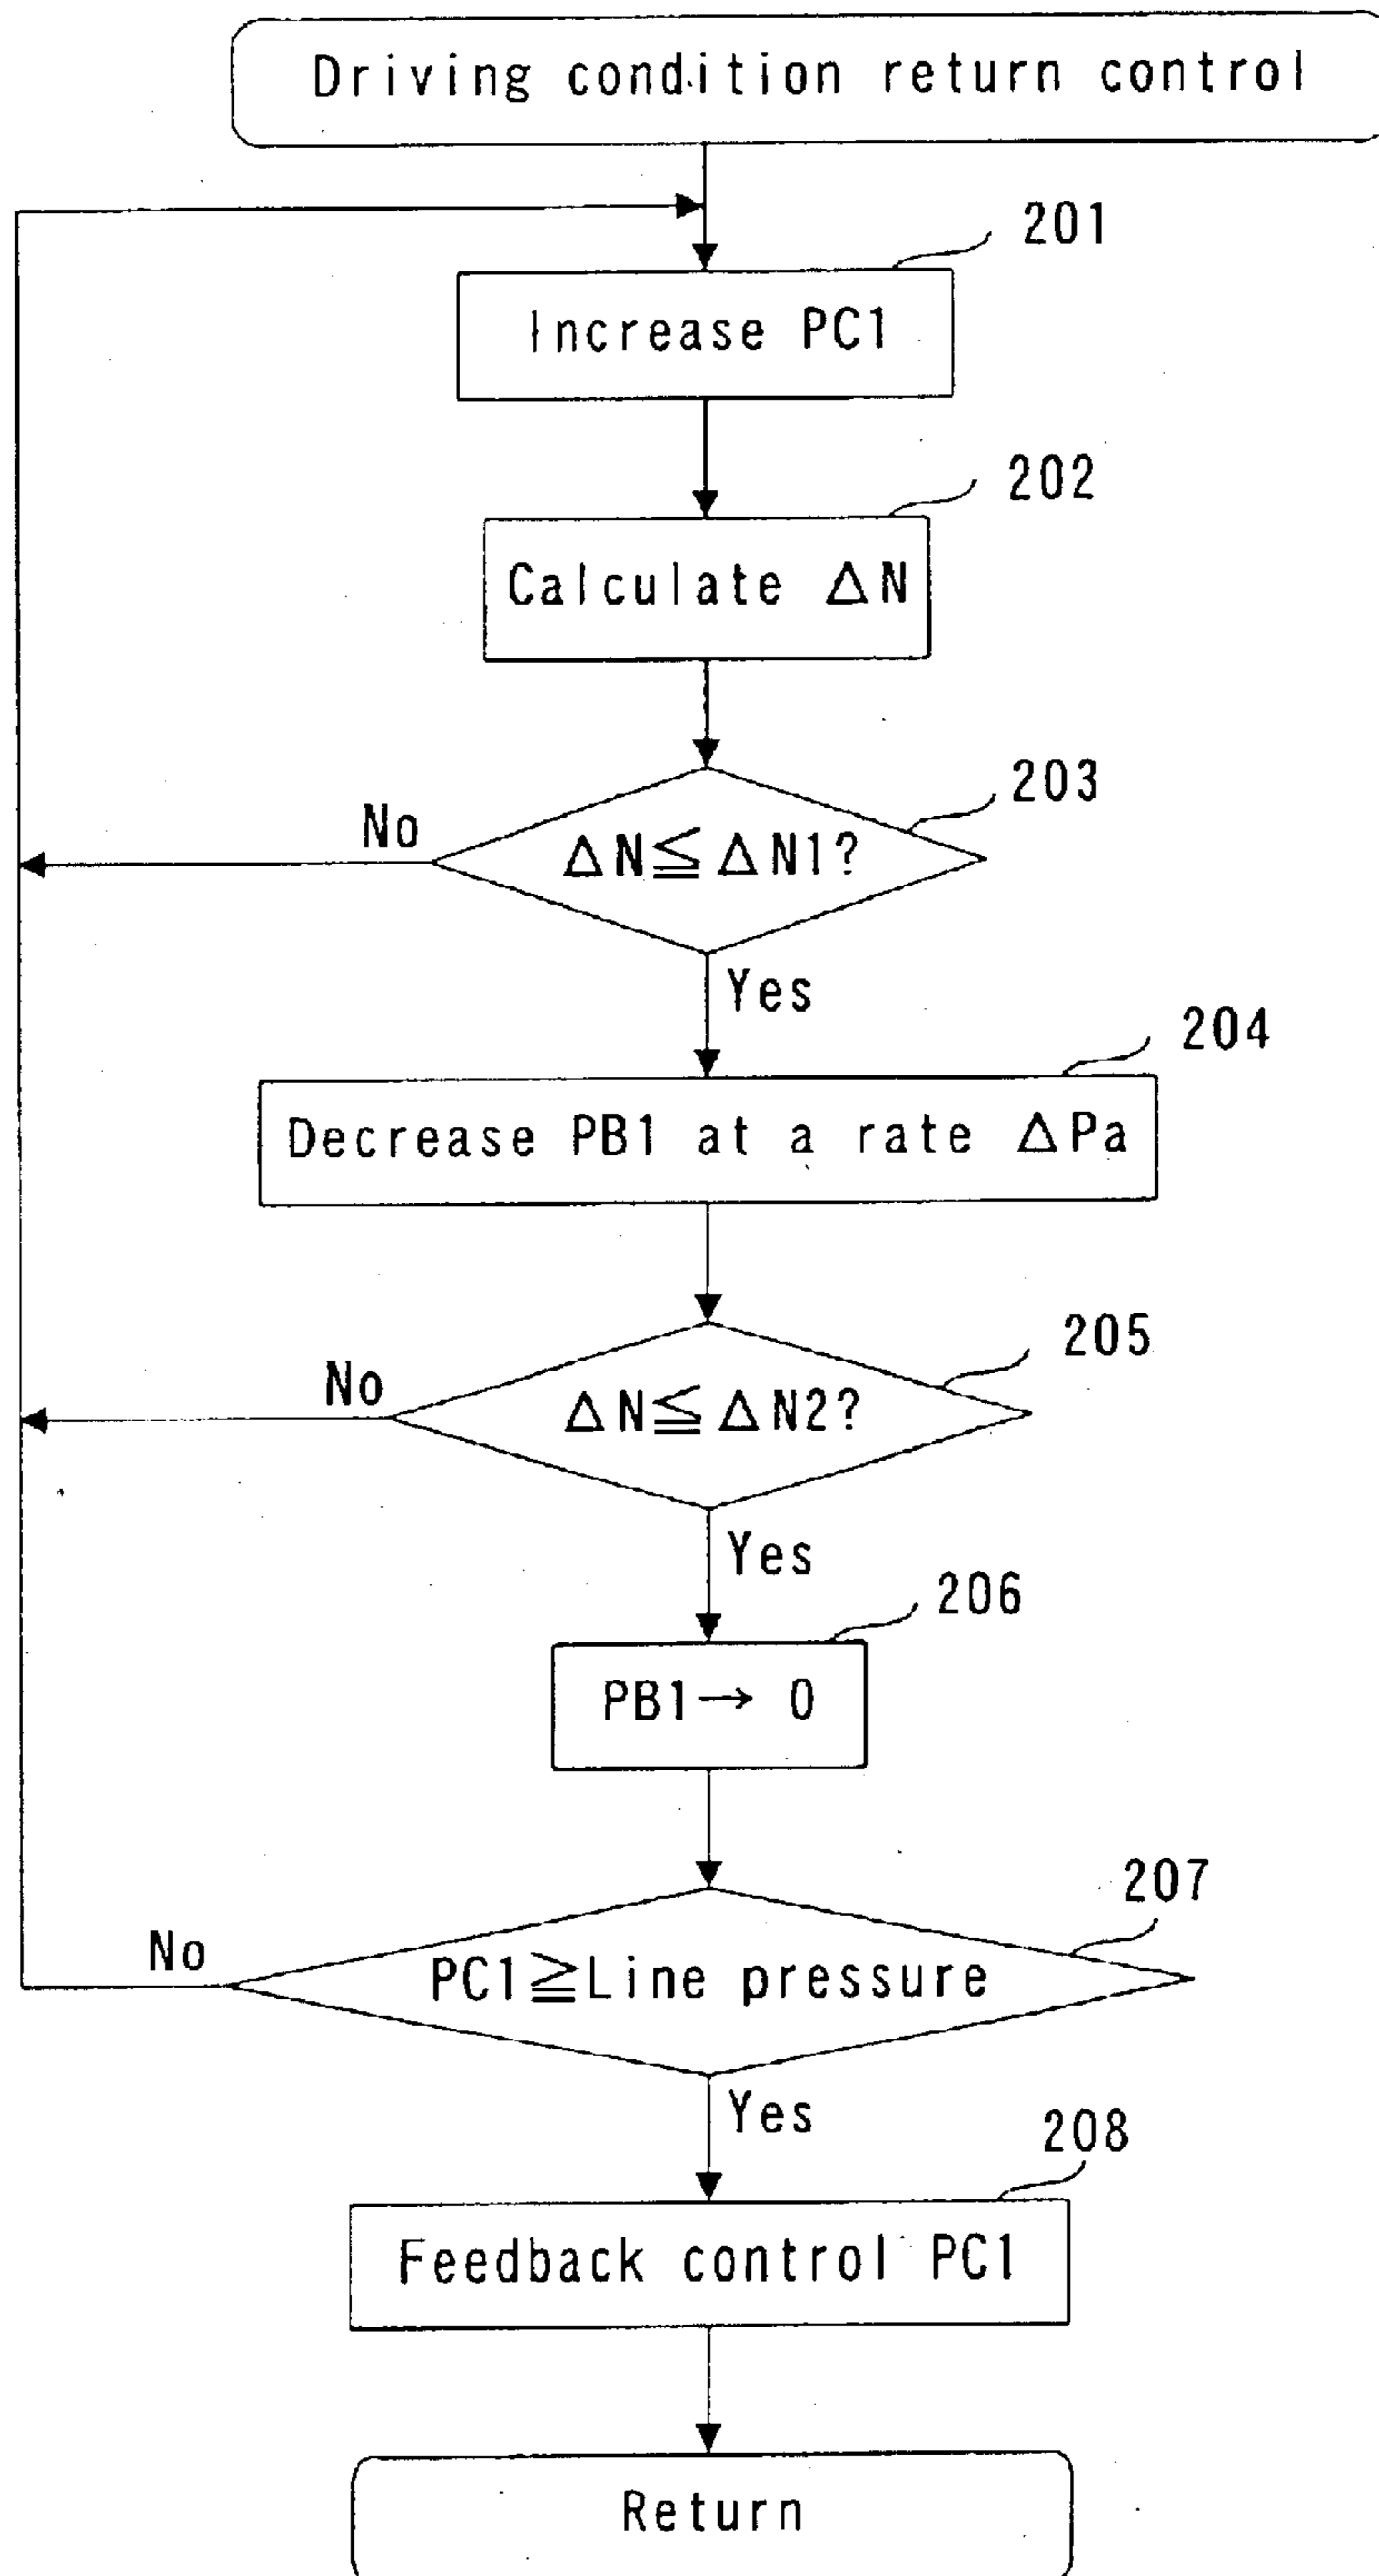 Driving condition return control
201
Increase PC1
202
Calculate ΔN
203
No
ΔN≦ΔN1?
Yes
204
Decrease PB1 at a rate ΔPa
205
No
ΔN≦ΔN2?
Yes
206
PB1→ 0
207
No
PC1≧Line pressure
Yes
208
Feedback control PC1
Return